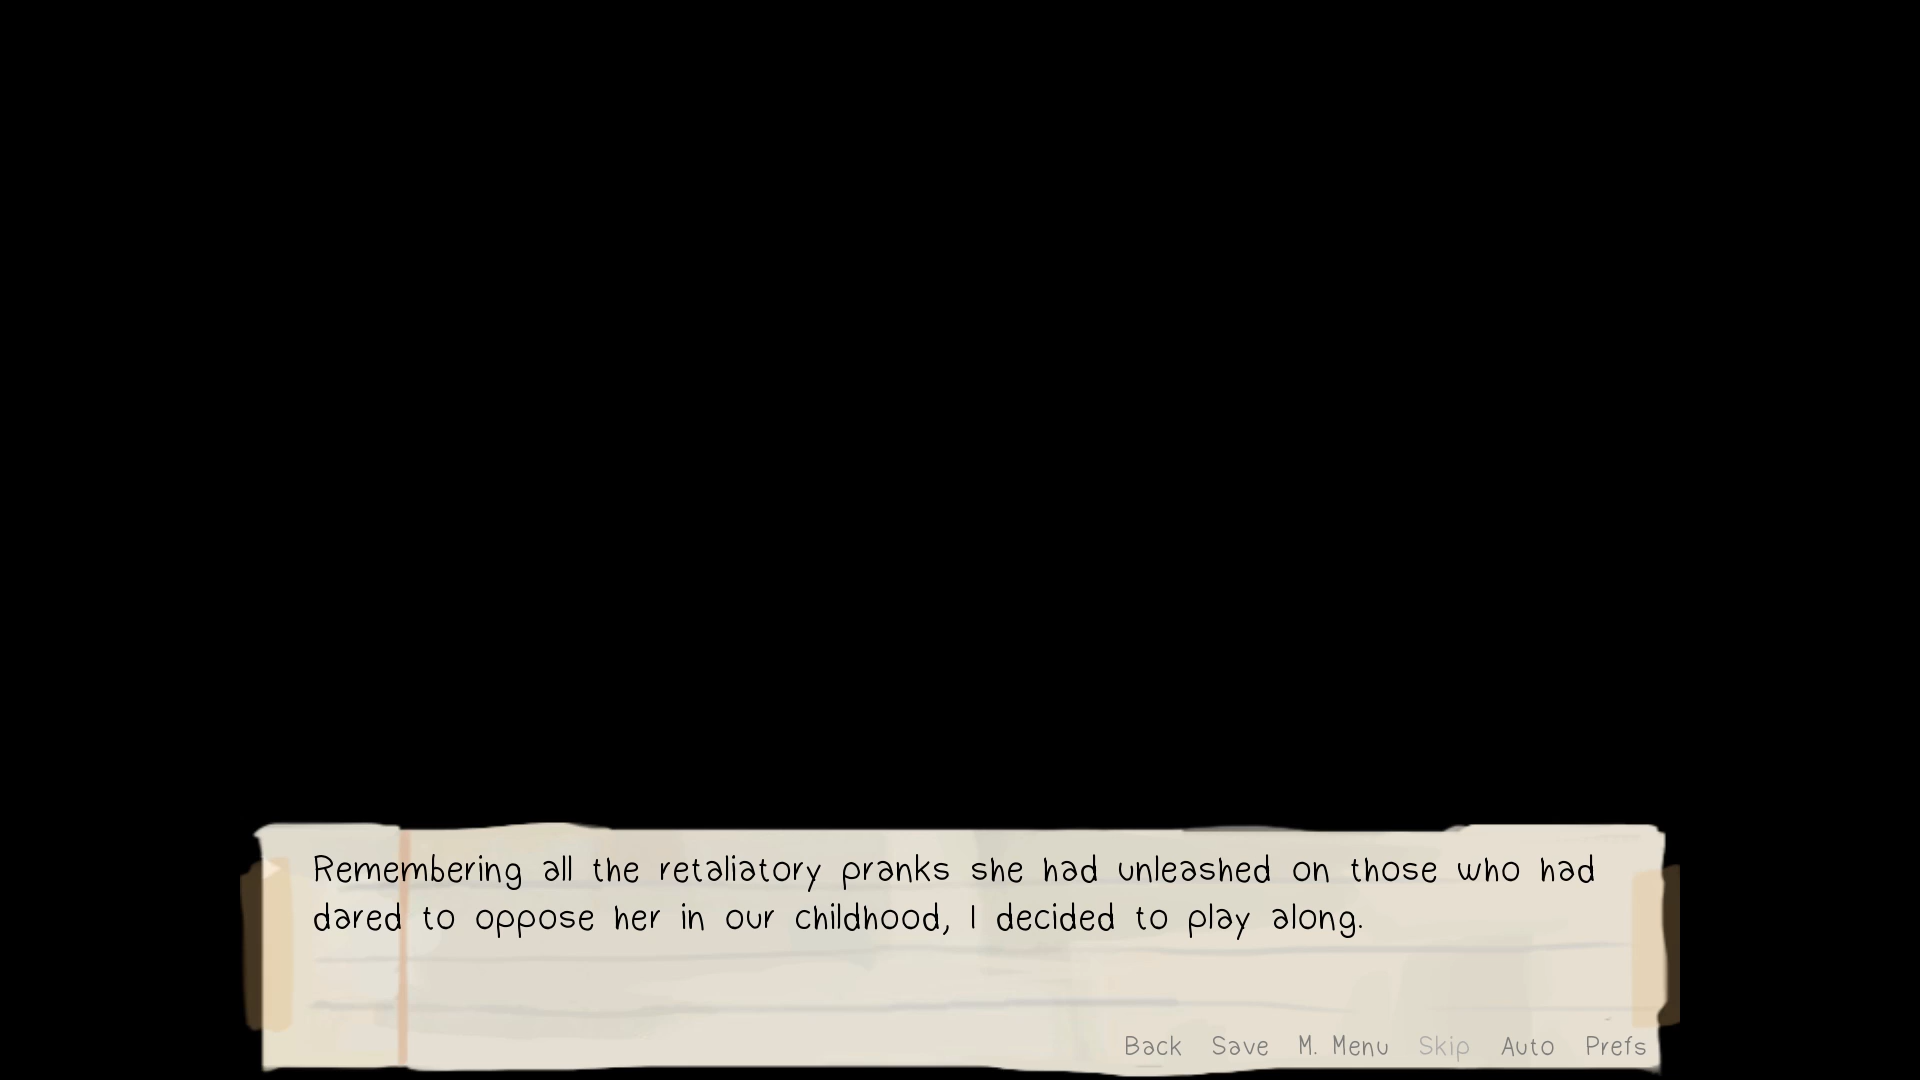 Remembering all the retaliatory pranks she had unleashed on those who had
dared to oppose her in our childhood, I decided to play along.
Back Save M. Menu Skip Auto Prefs